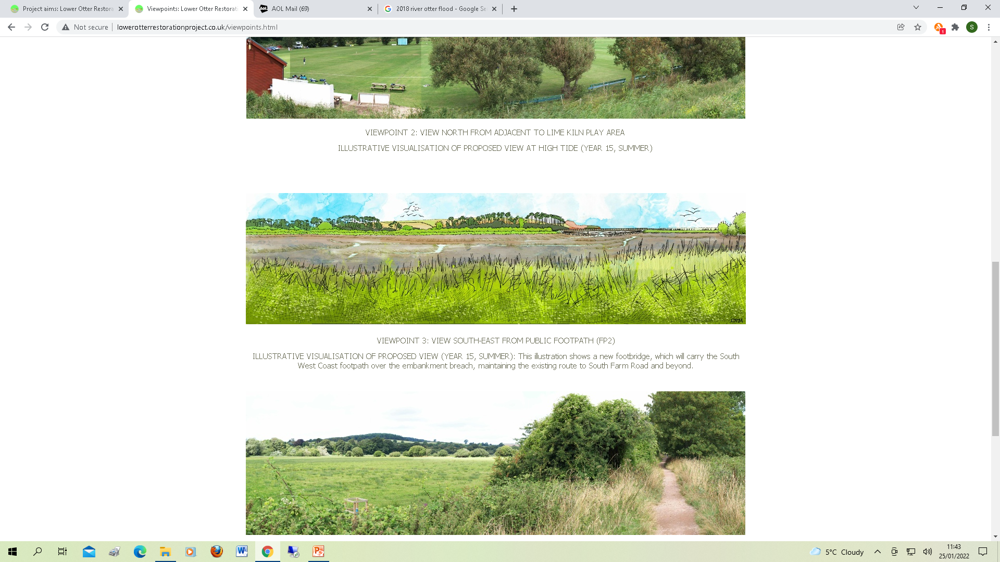 Project aims: Lower Otter Restora
Viewpoints: Lower Otter Restorati
Aol.
AOL Mail (69)
2018 river otter flood - Google Se
Not secure
lowerotterrestorationproject.co.uk/viewpoints.html
1
S
VIEWPOINT 2: VIEW NORTH FROM ADJACENT TO LIME KILN PLAY AREA
ILLUSTRATIVE VISUALISATION OF PROPOSED VIEW AT HIGH TIDE (YEAR 15, SUMMER)
VIEWPOINT 3: VIEW SOUTH-EAST FROM PUBLIC FOOTPATH (FP2)
ILLUSTRATIVE VISUALISATION OF PROPOSED VIEW (YEAR 15, SUMMER): This illustration shows a new footbridge, which will carry the South
West Coast footpath over the embankment breach, maintaining the existing route to South Farm Road and beyond.
5°C Cloudy
11:43
25/01/2022